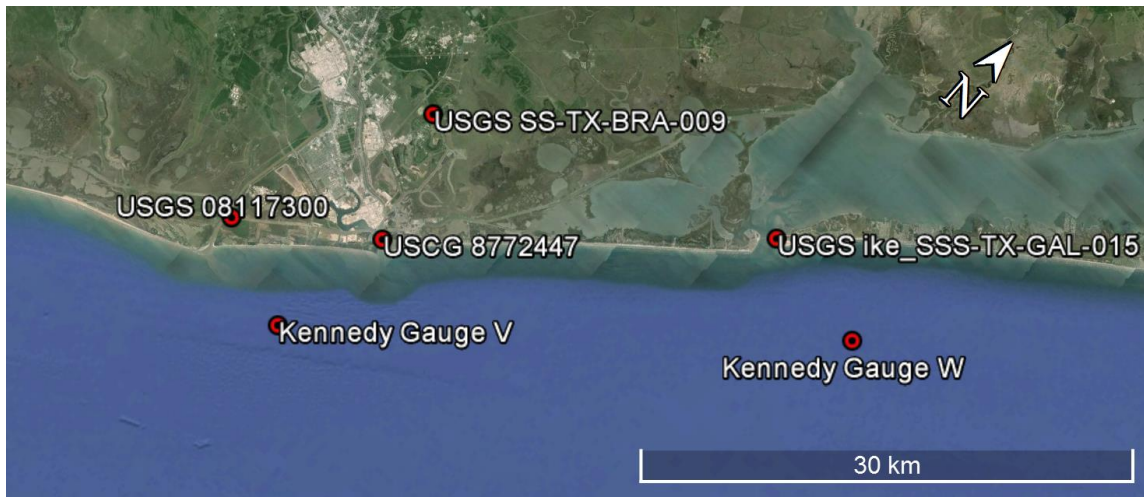 N
USGS SS-TX-BRA-009
USGS 08117300
USCG 8772447
USGS ike_SSS-TX-GAL-015
Kennedy Gauge V
Kennedy Gauge W
30 km